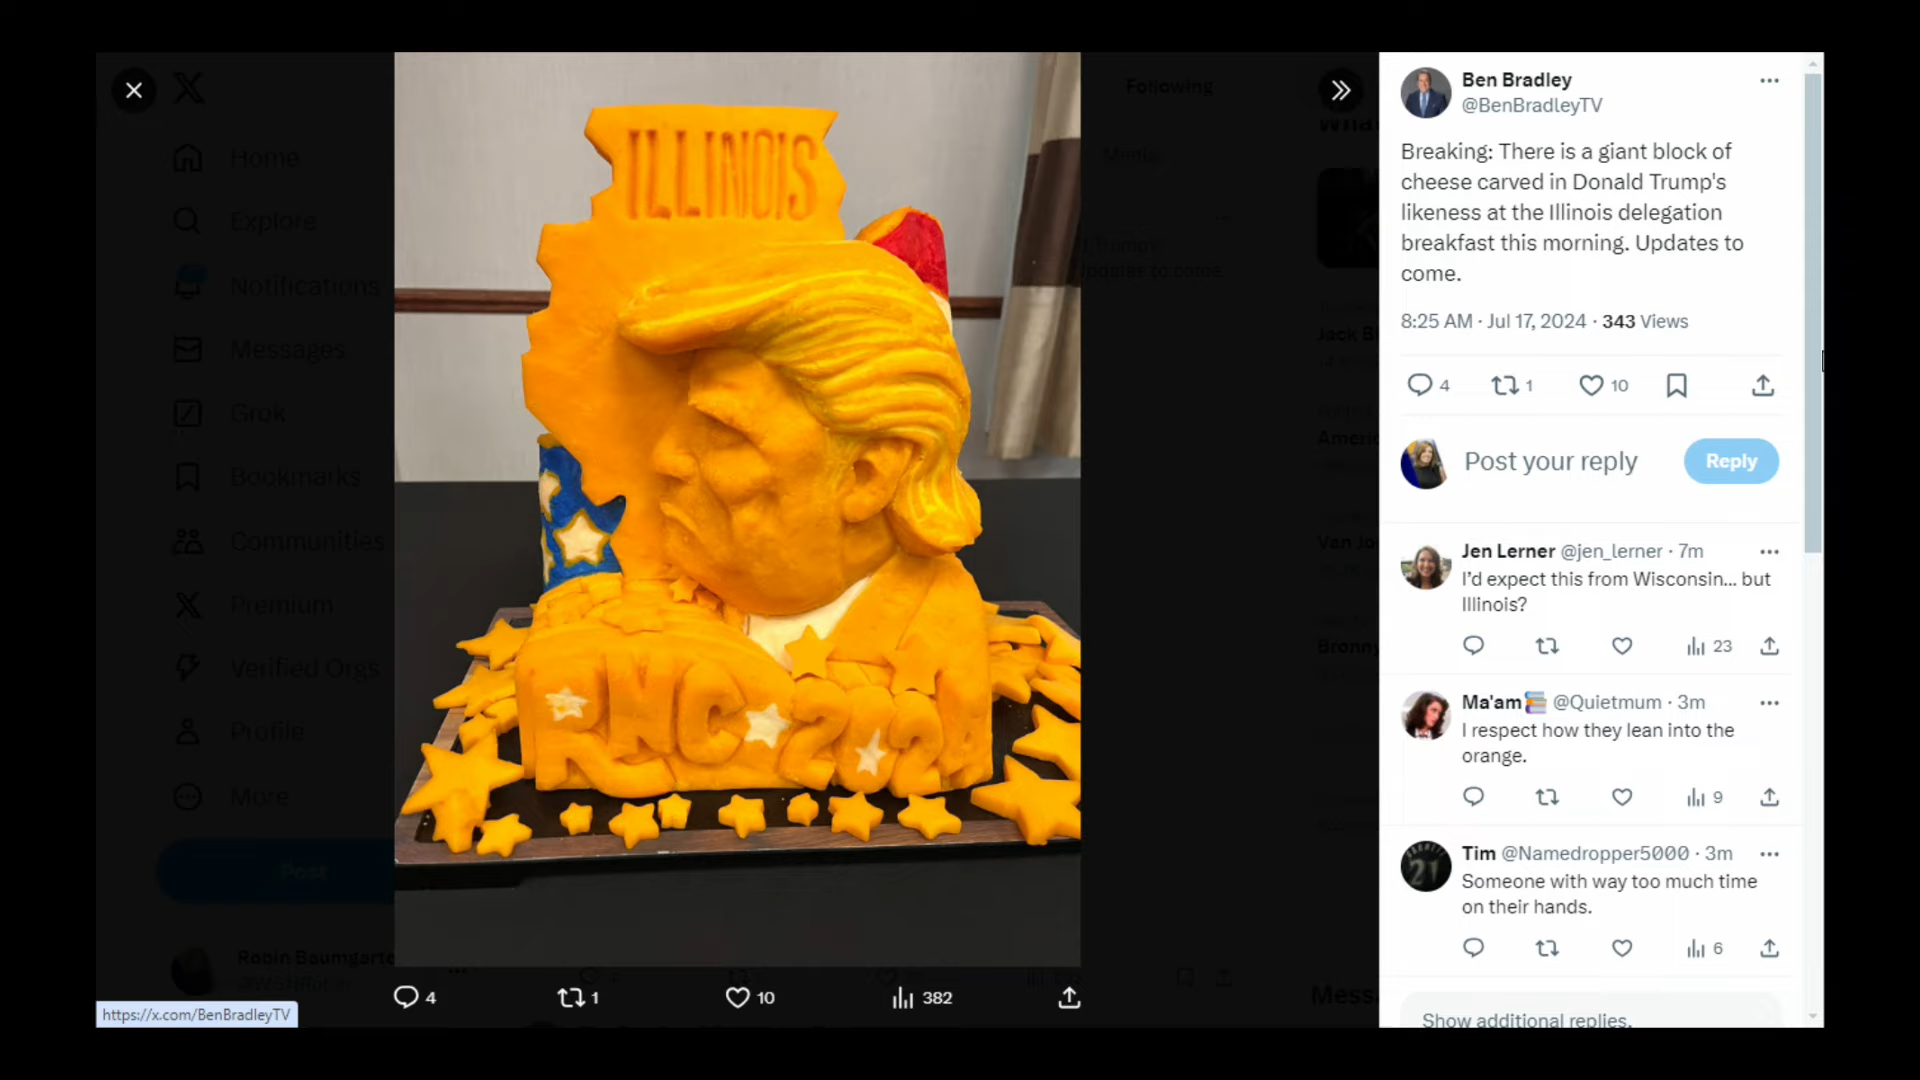 Home
Explore
Notifications
Messages
Grok
Bookmarks
Communities
Premium
Verified Orgs
Profile
More
Post
Robin Baumgarte
https://x.com/BenBradleyTV
ILLINOIS
RNC 2024
Following
4
1
10
382
Ben Bradley
@BenBradleyTV
Breaking: There is a giant block of
cheese carved in Donald Trump's
likeness at the Illinois delegation
breakfast this morning. Updates to
come.
8:25 AM · Jul 17, 2024 · 343 Views
4
1
10
Post your reply
Reply
Jen Lerner @jen_lerner · 7m
I'd expect this from Wisconsin... but
Illinois?
23
Ma'am @Quietmum · 3m
I respect how they lean into the
orange.
9
Tim @Namedropper5000 · 3m
Someone with way too much time
on their hands.
6
Show additional replies,